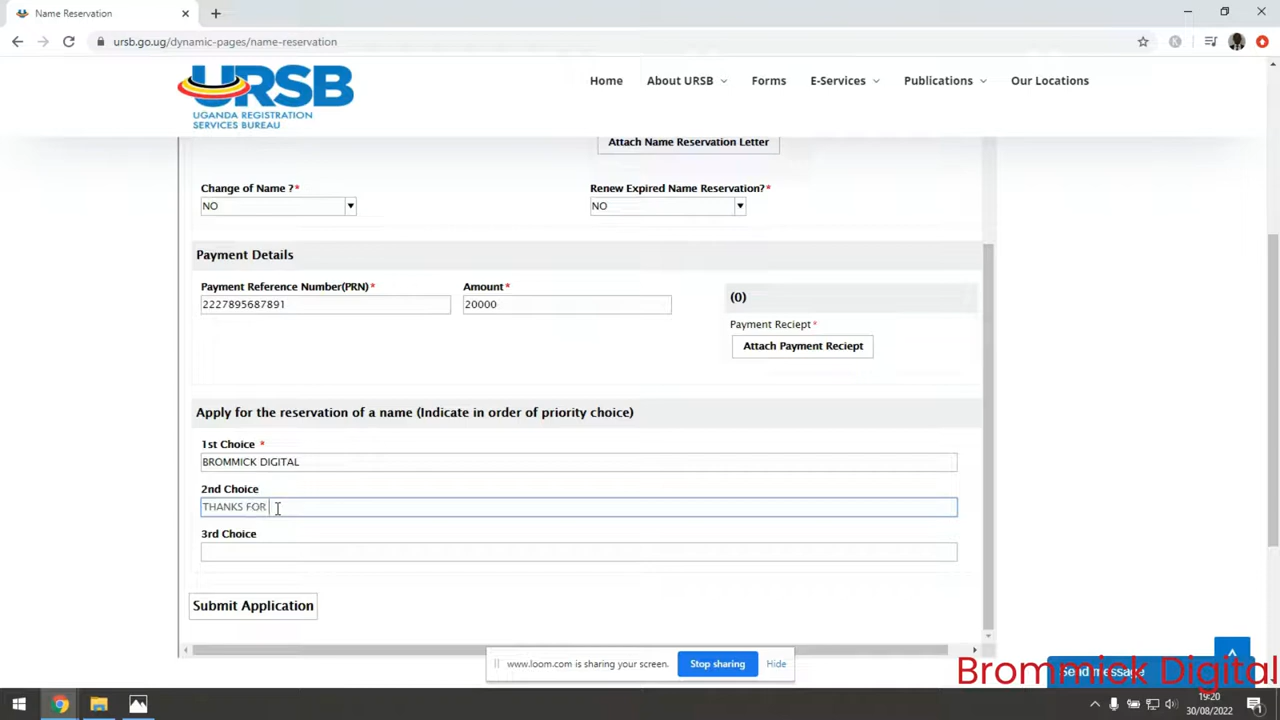 Name Reservation
ursb.go.ug/dynamic-pages/name-reservation
URSB
UGANDA REGISTRATION
SERVICES BUREAU
Home
About URSB
Forms
E-Services
Publications
Our Locations
Attach Name Reservation Letter
Change of Name ?*
Renew Expired Name Reservation?*
NO
NO
Payment Details
Payment Reference Number(PRN)*
Amount*
2227895687891
20000
(0)
Payment Reciept*
Attach Payment Reciept
Apply for the reservation of a name (Indicate in order of priority choice)
1st Choice *
BROMMICK DIGITAL
2nd Choice
THANKS FOR
3rd Choice
Submit Application
www.loom.com is sharing your screen.
Stop sharing
Hide
Send message
Brommick Digital
19:20
30/08/2022